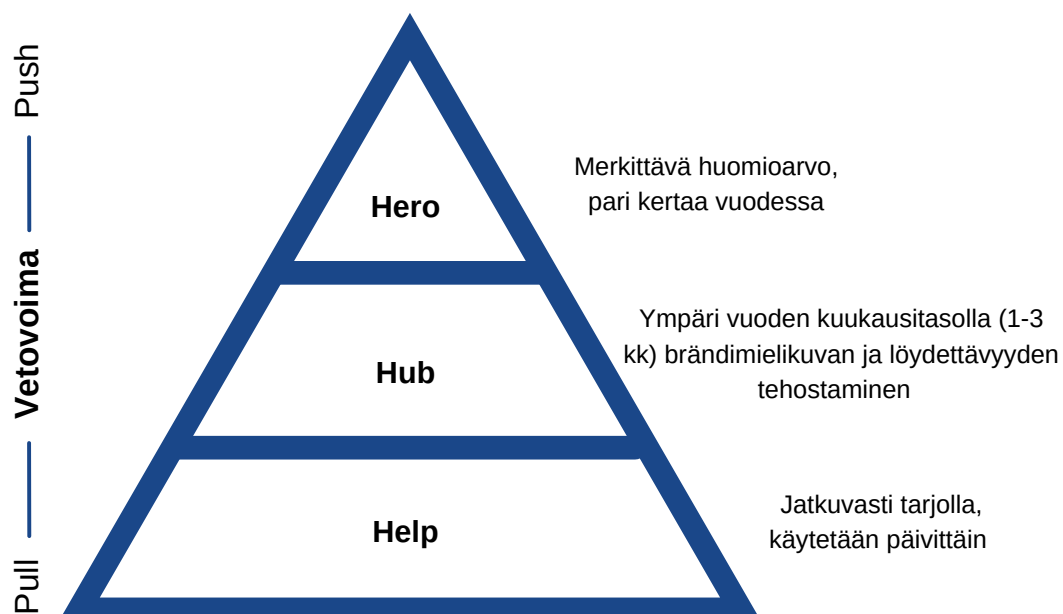 Push
Vetovoima
Pull
Hero
Merkittävä huomioarvo,
pari kertaa vuodessa
Hub
Ympäri vuoden kuukausitasolla (1-3
kk) brändimielikuvan ja löydettävyyden
tehostaminen
Help
Jatkuvasti tarjolla,
käytetään päivittäin